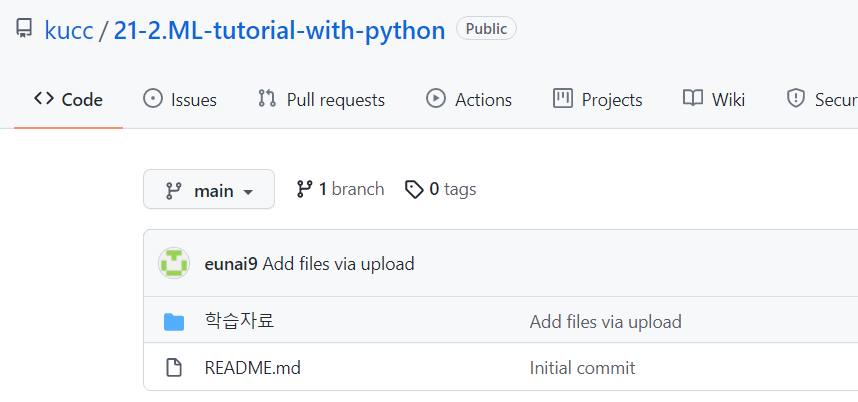 kucc / 21-2.ML-tutorial-with-python Public
Code Issues Pull requests Actions Projects Wiki Secur
main 1 branch 0 tags
eunai9 Add files via upload
학습자료 Add files via upload
README.md Initial commit